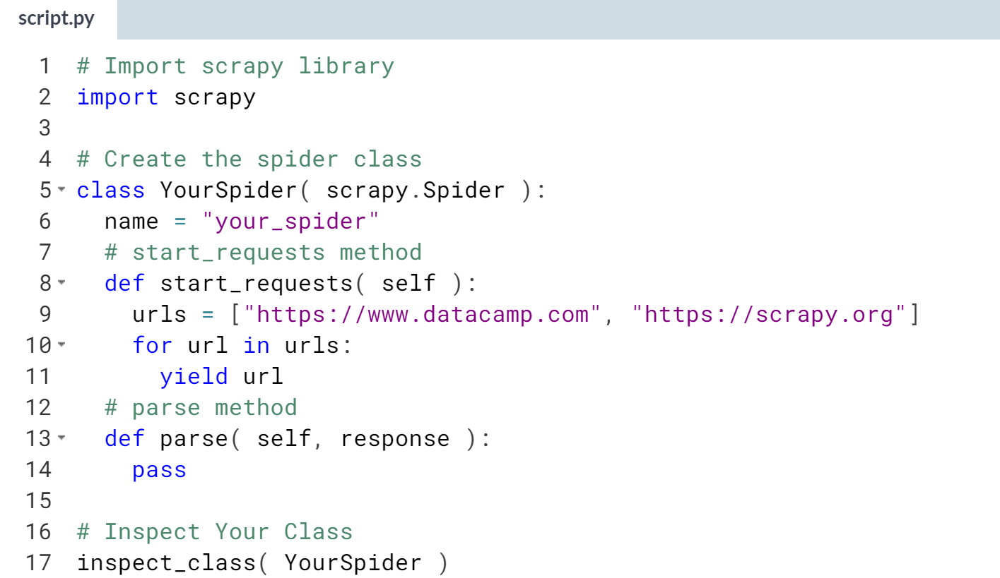 script.py
1 # Import scrapy library
2 import scrapy
3
4 # Create the spider class
5 class YourSpider( scrapy.Spider ):
6   name = "your_spider"
7   # start_requests method
8   def start_requests( self ):
9     urls = ["https://www.datacamp.com", "https://scrapy.org"]
10     for url in urls:
11       yield url
12   # parse method
13   def parse( self, response ):
14     pass
15
16 # Inspect Your Class
17 inspect_class( YourSpider )